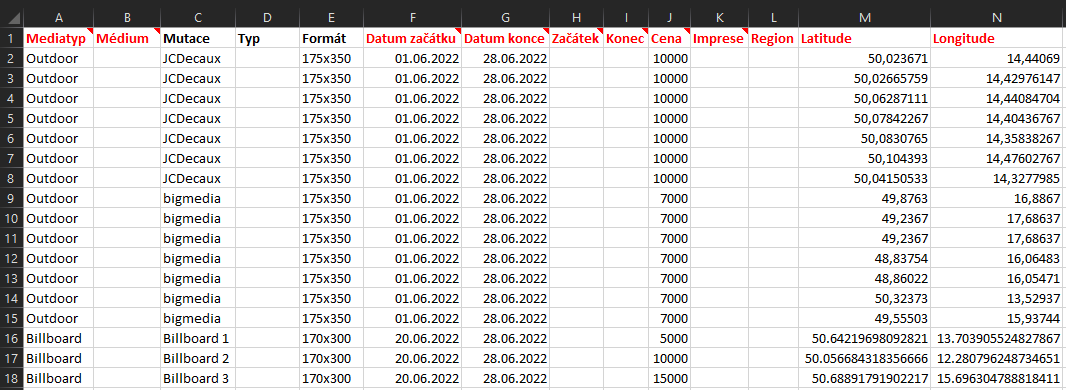 A B C D E F G H I J K L M N
1 Mediatyp Médium Mutace Typ Formát Datum začátku Datum konce Začátek Konec Cena Imprese Region Latitude Longitude
2 Outdoor JCDecaux 175x350 01.06.2022 28.06.2022 10000 50,023671 14,44069
3 Outdoor JCDecaux 175x350 01.06.2022 28.06.2022 10000 50,02665759 14,42976147
4 Outdoor JCDecaux 175x350 01.06.2022 28.06.2022 10000 50,06287111 14,44084704
5 Outdoor JCDecaux 175x350 01.06.2022 28.06.2022 10000 50,07842267 14,40436767
6 Outdoor JCDecaux 175x350 01.06.2022 28.06.2022 10000 50,0830765 14,35838267
7 Outdoor JCDecaux 175x350 01.06.2022 28.06.2022 10000 50,104393 14,47602767
8 Outdoor JCDecaux 175x350 01.06.2022 28.06.2022 10000 50,04150533 14,3277985
9 Outdoor bigmedia 175x350 01.06.2022 28.06.2022 7000 49,8763 16,8867
10 Outdoor bigmedia 175x350 01.06.2022 28.06.2022 7000 49,2367 17,68637
11 Outdoor bigmedia 175x350 01.06.2022 28.06.2022 7000 49,2367 17,68637
12 Outdoor bigmedia 175x350 01.06.2022 28.06.2022 7000 48,83754 16,06483
13 Outdoor bigmedia 175x350 01.06.2022 28.06.2022 7000 48,86022 16,05471
14 Outdoor bigmedia 175x350 01.06.2022 28.06.2022 7000 50,32373 13,52937
15 Outdoor bigmedia 175x350 01.06.2022 28.06.2022 7000 49,55503 15,93744
16 Billboard Billboard 1 170x300 20.06.2022 28.06.2022 5000 50.64219698092821 13.703905524827867
17 Billboard Billboard 2 170x300 20.06.2022 28.06.2022 10000 50.056684318356666 12.280796248734651
18 Billboard Billboard 3 170x300 20.06.2022 28.06.2022 15000 50.68891791902217 15.696304788818411